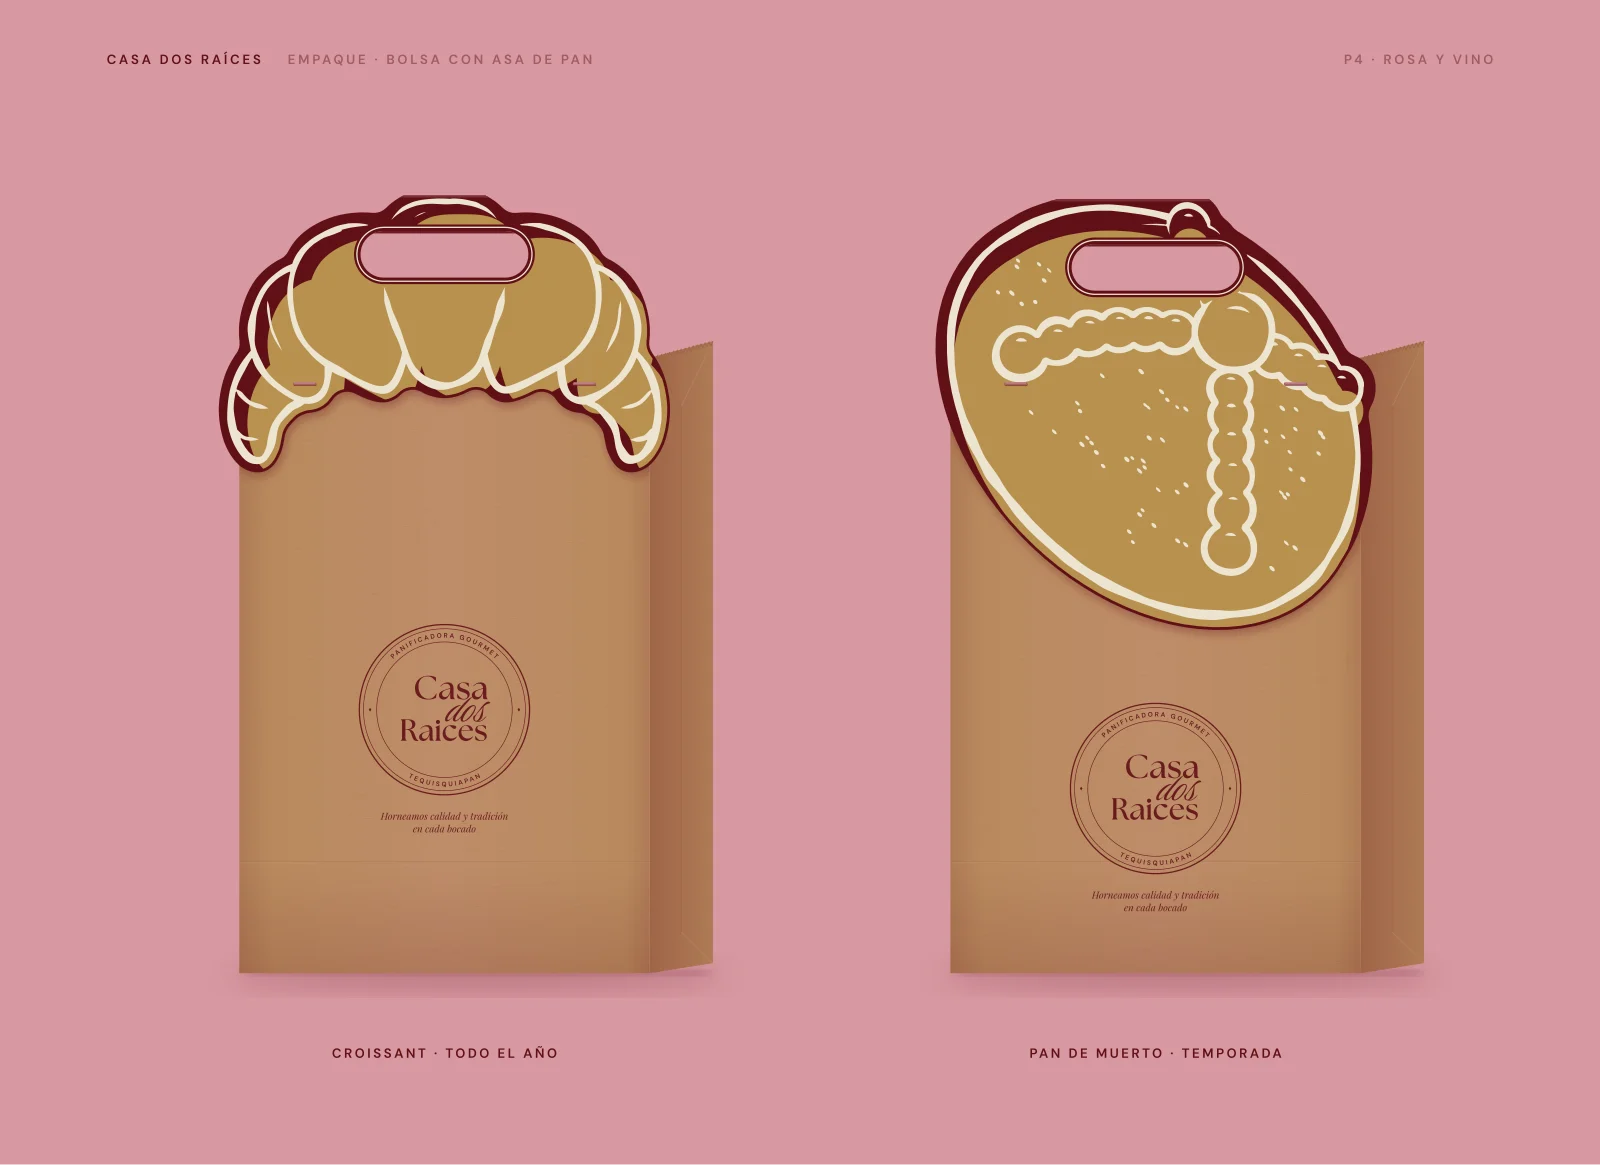 CASA DOS RAÍCES EMPAQUE · BOLSA CON ASA DE PAN
P4 · ROSA Y VINO
PANIFICADORA GOURMET
Casa
dos
Raices
TEQUISQUIAPAN
Horneamos calidad y tradición
en cada bocado
PANIFICADORA GOURMET
Casa
dos
Raices
TEQUISQUIAPAN
Horneamos calidad y tradición
en cada bocado
CROISSANT · TODO EL AÑO
PAN DE MUERTO · TEMPORADA